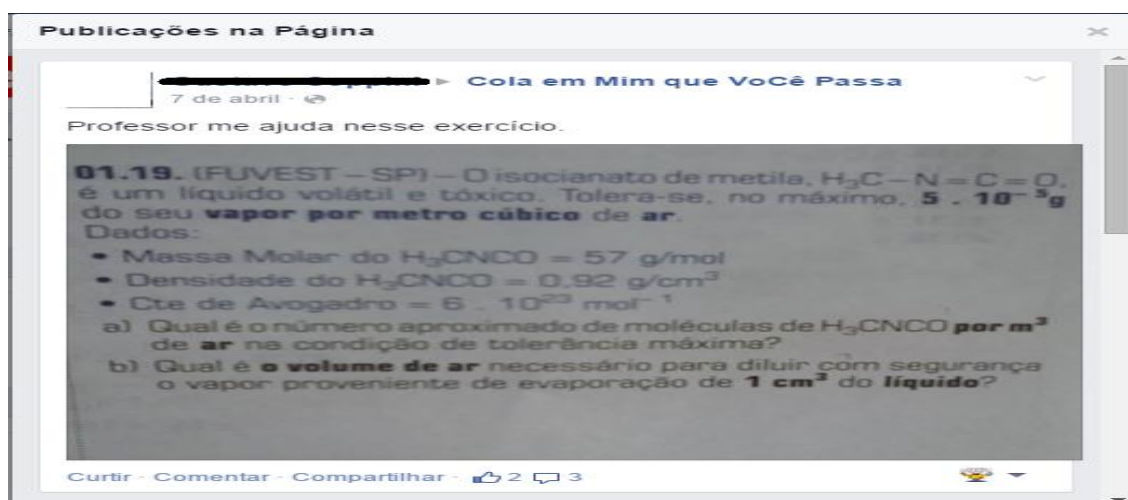 Publicações na Página
Cola em Mim que VoCê Passa
7 de abril
Professor me ajuda nesse exercício.
01.19. (FUVEST – SP) – O isocianato de metila, H₃C – N = C = O,
é um líquido volátil e tóxico. Tolera-se, no máximo, 5 . 10⁻⁵g
do seu vapor por metro cúbico de ar.
Dados:
• Massa Molar do H₃CNCO = 57 g/mol
• Densidade do H₃CNCO = 0,92 g/cm³
• Cte de Avogadro = 6 . 10²³ mol⁻¹
a) Qual é o número aproximado de moléculas de H₃CNCO por m³
de ar na condição de tolerância máxima?
b) Qual é o volume de ar necessário para diluir com segurança
o vapor proveniente de evaporação de 1 cm³ do líquido?
Curtir · Comentar · Compartilhar · 2 3